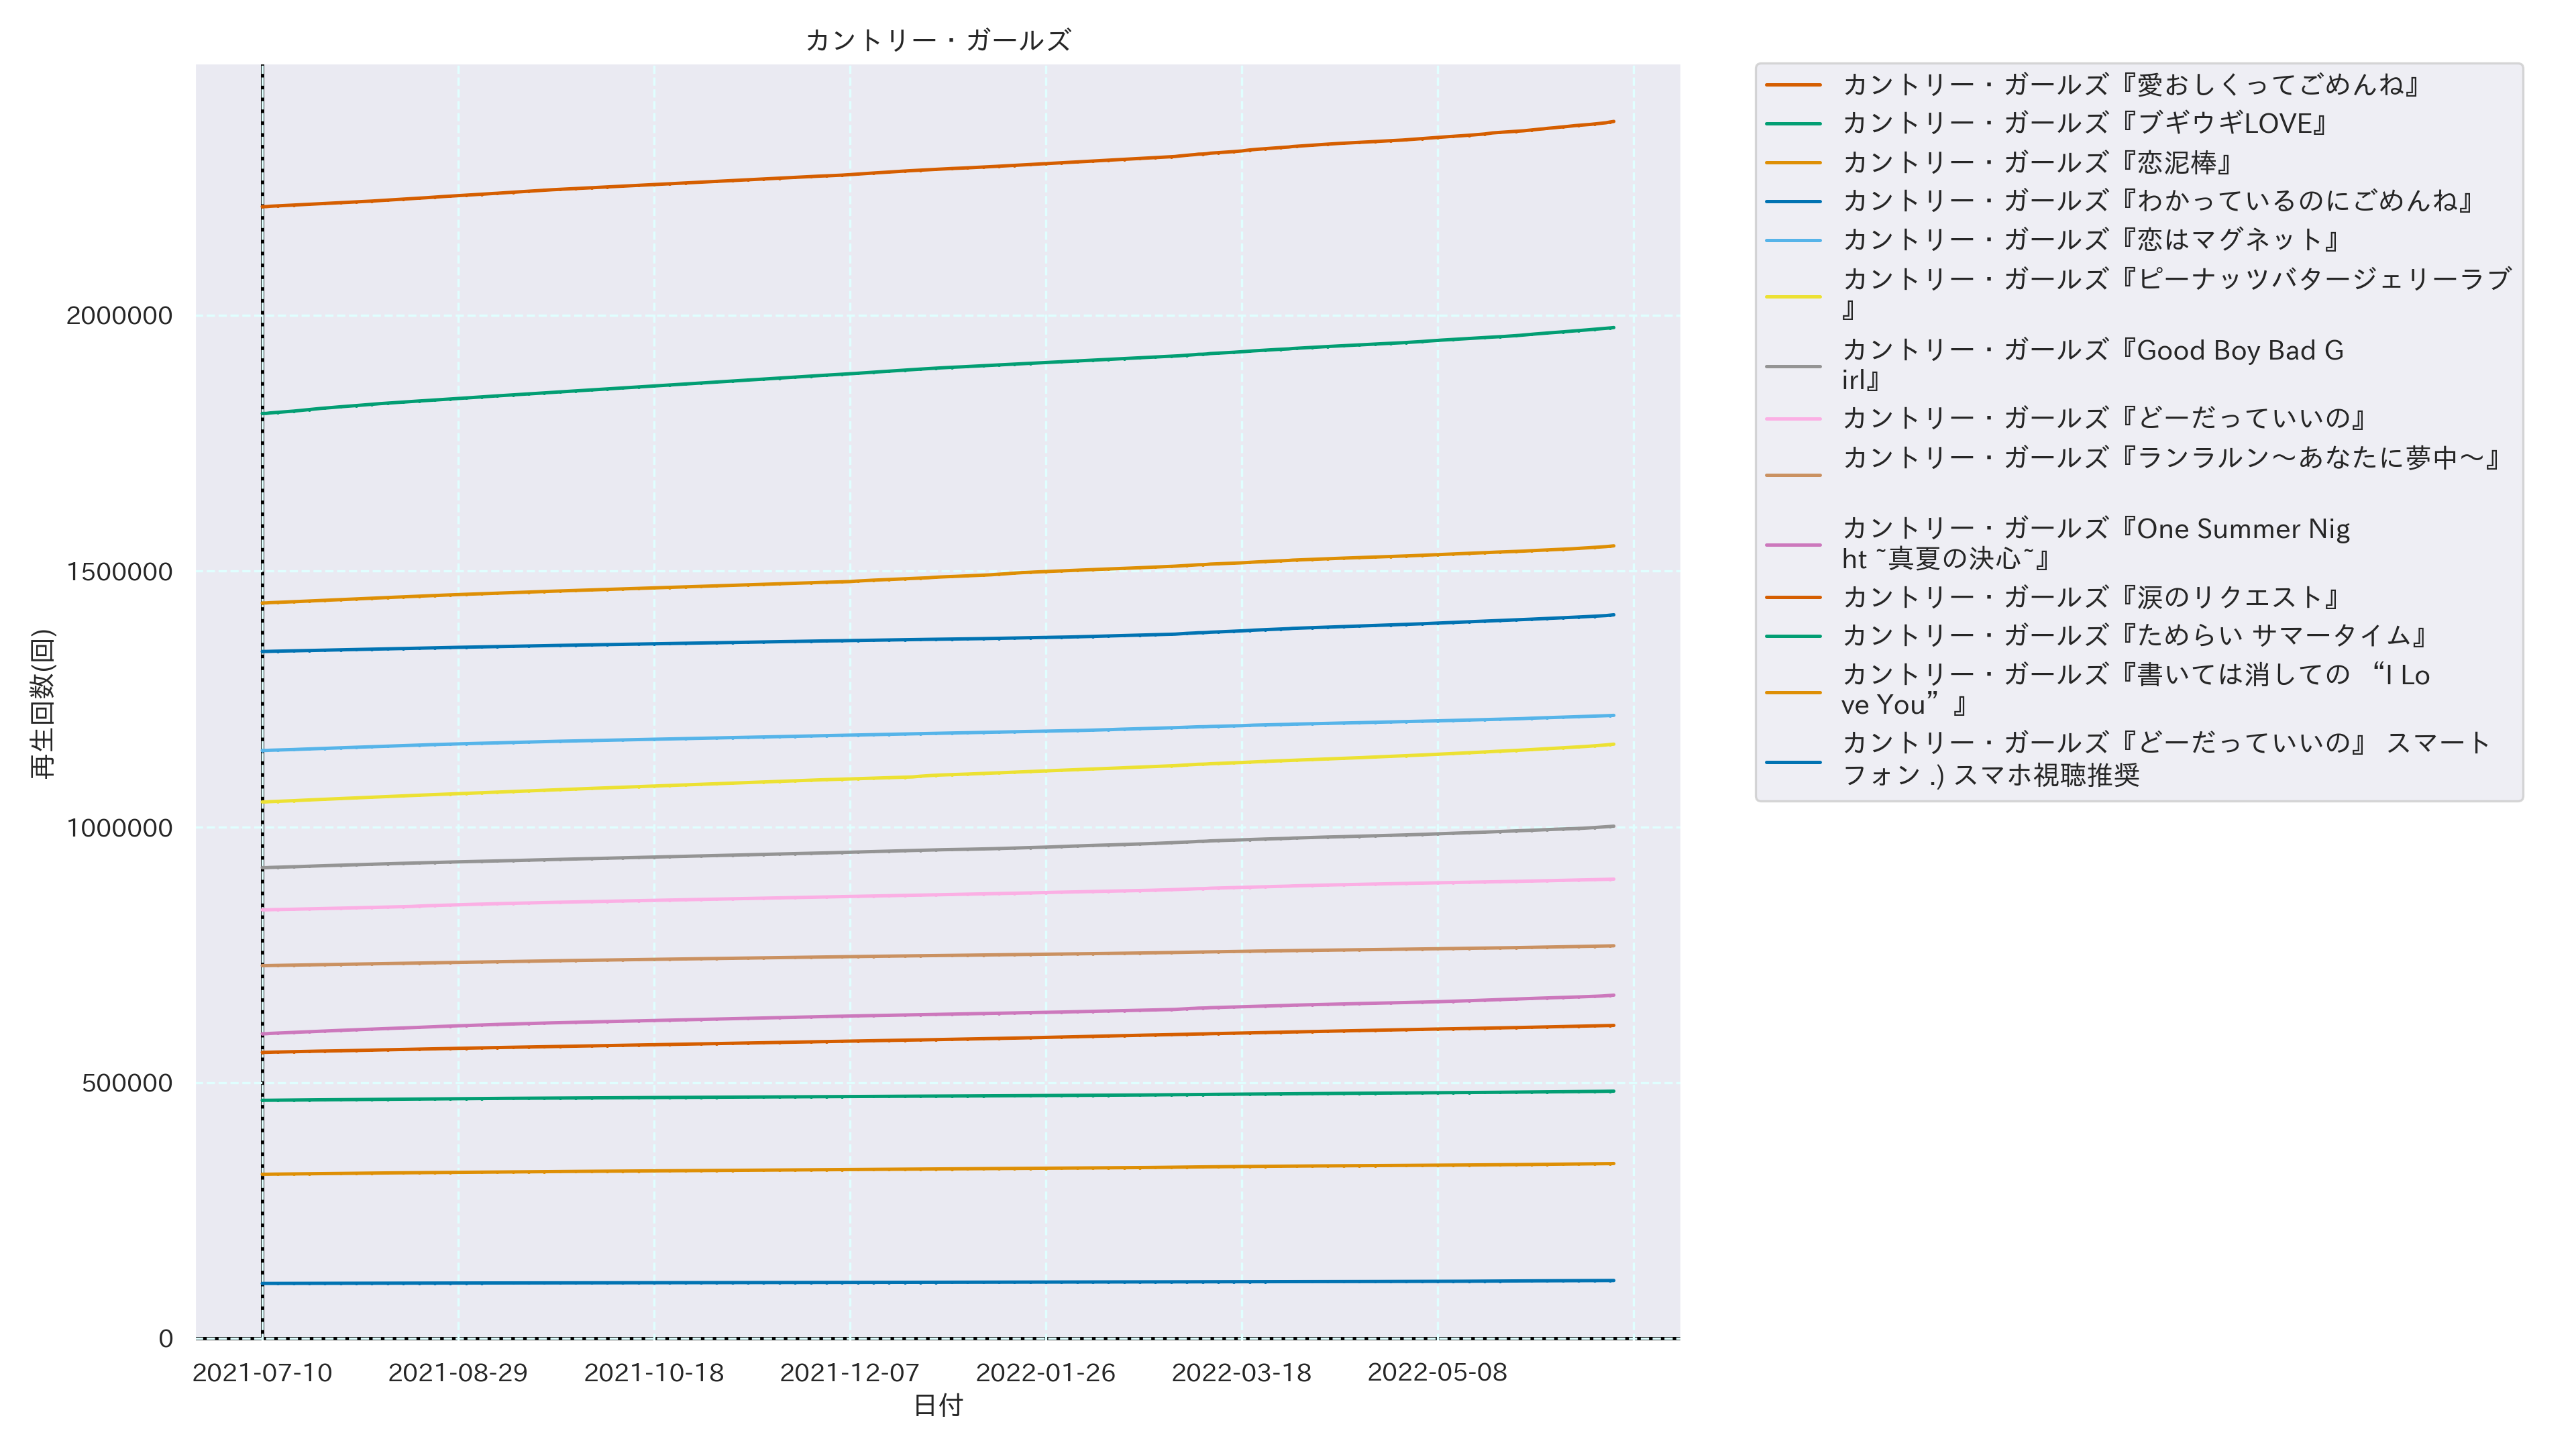 カントリー・ガールズ
再生回数(回)
2000000
1500000
1000000
500000
0
2021-07-10 2021-08-29 2021-10-18 2021-12-07 2022-01-26 2022-03-18 2022-05-08
日付
カントリー・ガールズ『愛おしくってごめんね』
カントリー・ガールズ『ブギウギLOVE』
カントリー・ガールズ『恋泥棒』
カントリー・ガールズ『わかっているのにごめんね』
カントリー・ガールズ『恋はマグネット』
カントリー・ガールズ『ピーナッツバタージェリーラブ
』
カントリー・ガールズ『Good Boy Bad G
irl』
カントリー・ガールズ『どーだっていいの』
カントリー・ガールズ『ランラルン〜あなたに夢中〜』
カントリー・ガールズ『One Summer Nig
ht ~真夏の決心~』
カントリー・ガールズ『涙のリクエスト』
カントリー・ガールズ『ためらい サマータイム』
カントリー・ガールズ『書いては消しての “I Lo
ve You” 』
カントリー・ガールズ『どーだっていいの』 スマート
フォン .) スマホ視聴推奨